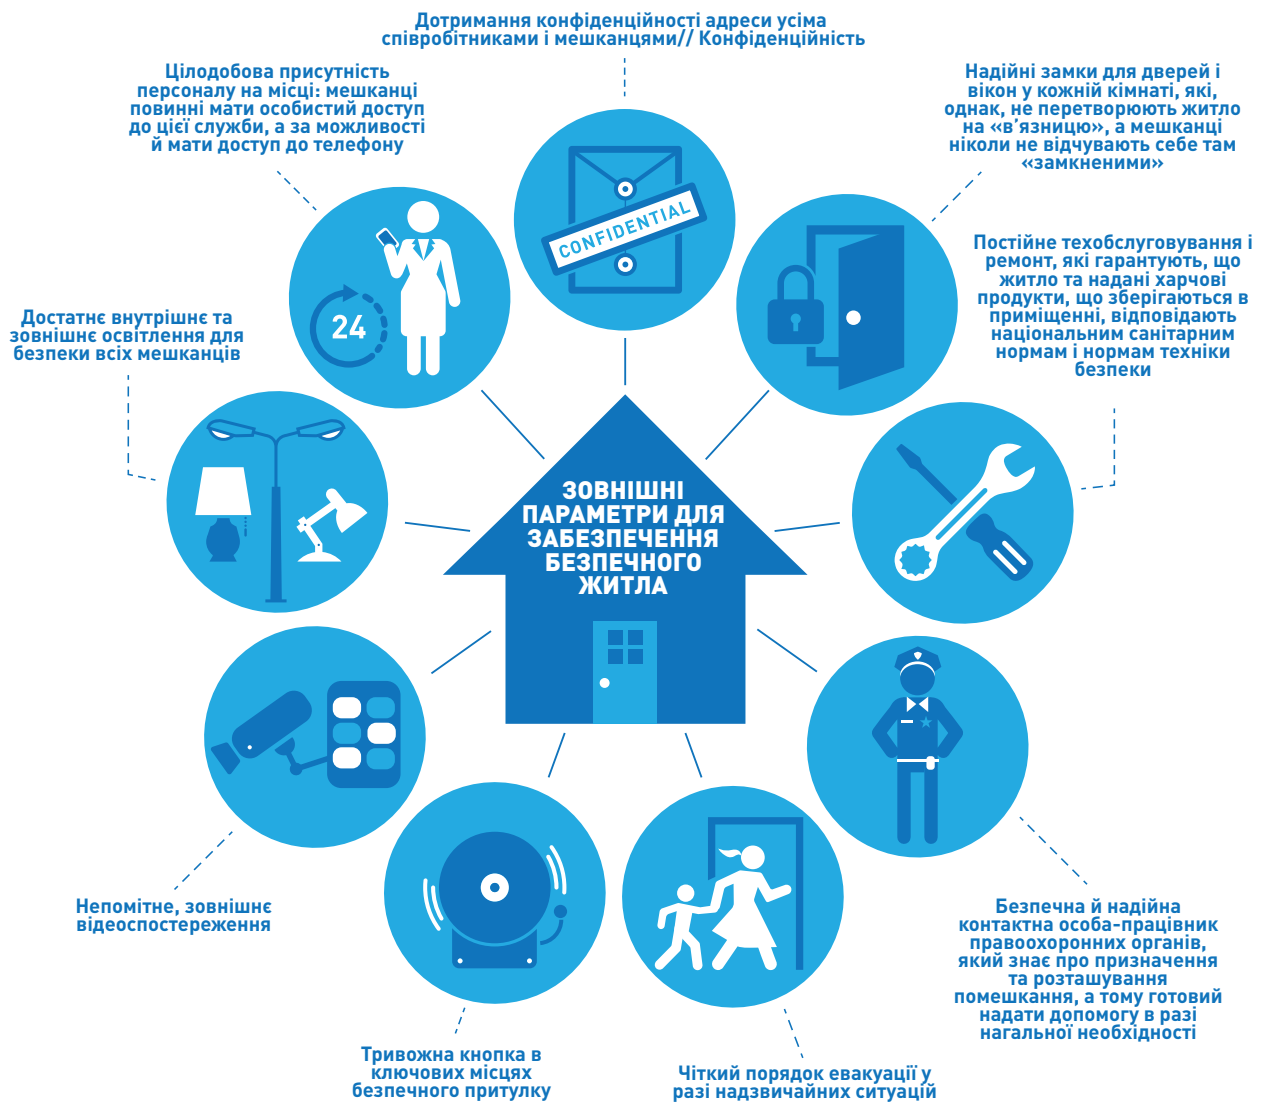 Дотримання конфіденційності адреси усіма
співробітниками і мешканцями// Конфіденційність
Цілодобова присутність
персоналу на місці: мешканці
повинні мати особистий доступ
до цієї служби, а за можливості
й мати доступ до телефону
Надійні замки для дверей і
вікон у кожній кімнаті, які,
однак, не перетворюють житло
на «в'язницю», а мешканці
ніколи не відчувають себе там
«замкненими»
CONFIDENTIAL
24
Постійне техобслуговування і
ремонт, які гарантують, що
житло та надані харчові
продукти, що зберігаються в
приміщенні, відповідають
національним санітарним
нормам і нормам техніки
безпеки
Достатнє внутрішнє та
зовнішнє освітлення для
безпеки всіх мешканців
ЗОВНІШНІ
ПАРАМЕТРИ ДЛЯ
ЗАБЕЗПЕЧЕННЯ
БЕЗПЕЧНОГО
ЖИТЛА
Непомітне, зовнішнє
відеоспостереження
Безпечна й надійна
контактна особа-працівник
правоохоронних органів,
який знає про призначення
та розташування
помешкання, а тому готовий
надати допомогу в разі
нагальної необхідності
Тривожна кнопка в
ключових місцях
безпечного притулку
Чіткий порядок евакуації у
разі надзвичайних ситуацій